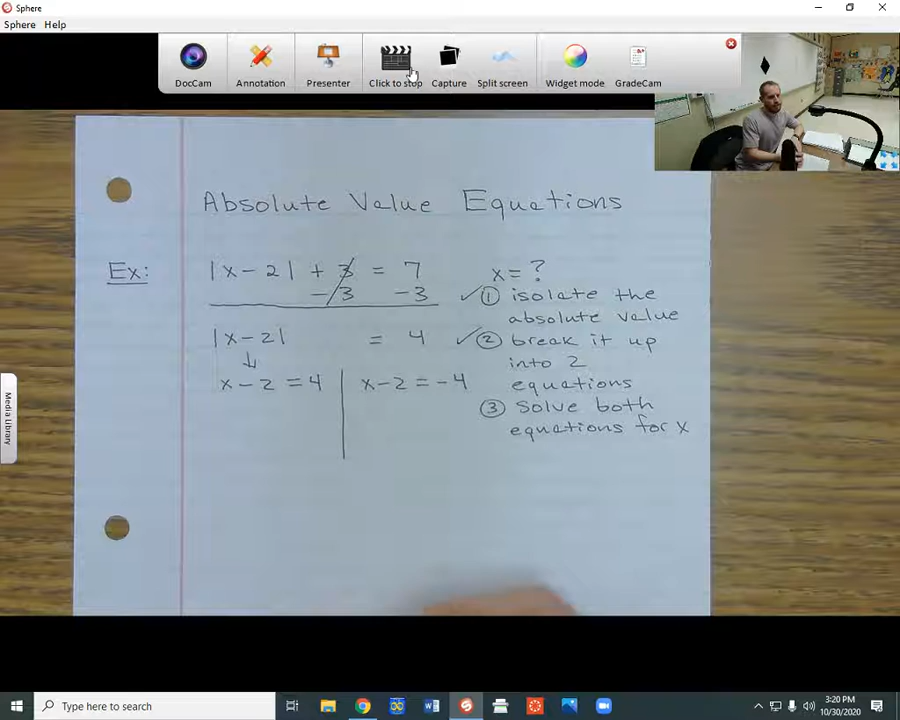 Sphere
Sphere Help
DocCam
Annotation
Presenter
Click to stop
Capture
Split screen
Widget mode
GradeCam
Absolute Value Equations
Ex:
|x - 2| + 3 = 7
- 3 - 3
|x - 2| = 4
x - 2 = 4
x - 2 = - 4
x = ?
✓ ① isolate the
absolute value
✓ ② break it up
into 2
equations
③ Solve both
equations for x
Media Library
Type here to search
3:20 PM
10/30/2020